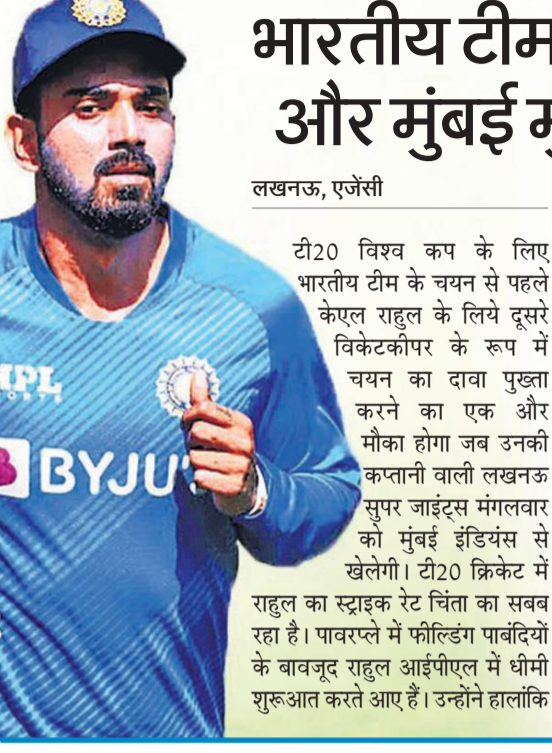 भारतीय टीम
और मुंबई
लखनऊ, एजेंसी
टी20 विश्व कप के लिए
भारतीय टीम के चयन से पहले
केएल राहुल के लिये दूसरे
विकेटकीपर के रूप में
चयन का दावा पुख्ता
करने का एक और
मौका होगा जब उनकी
कप्तानी वाली लखनऊ
सुपर जाइंट्स मंगलवार
को मुंबई इंडियंस से
खेलेगी। टी20 क्रिकेट में
राहुल का स्ट्राइक रेट चिंता का सबब
रहा है। पावरप्ले में फील्डिंग पाबंदियों
के बावजूद राहुल आईपीएल में धीमी
शुरूआत करते आए हैं। उन्होंने हालांकि
MPL
SPORTS
BYJU'